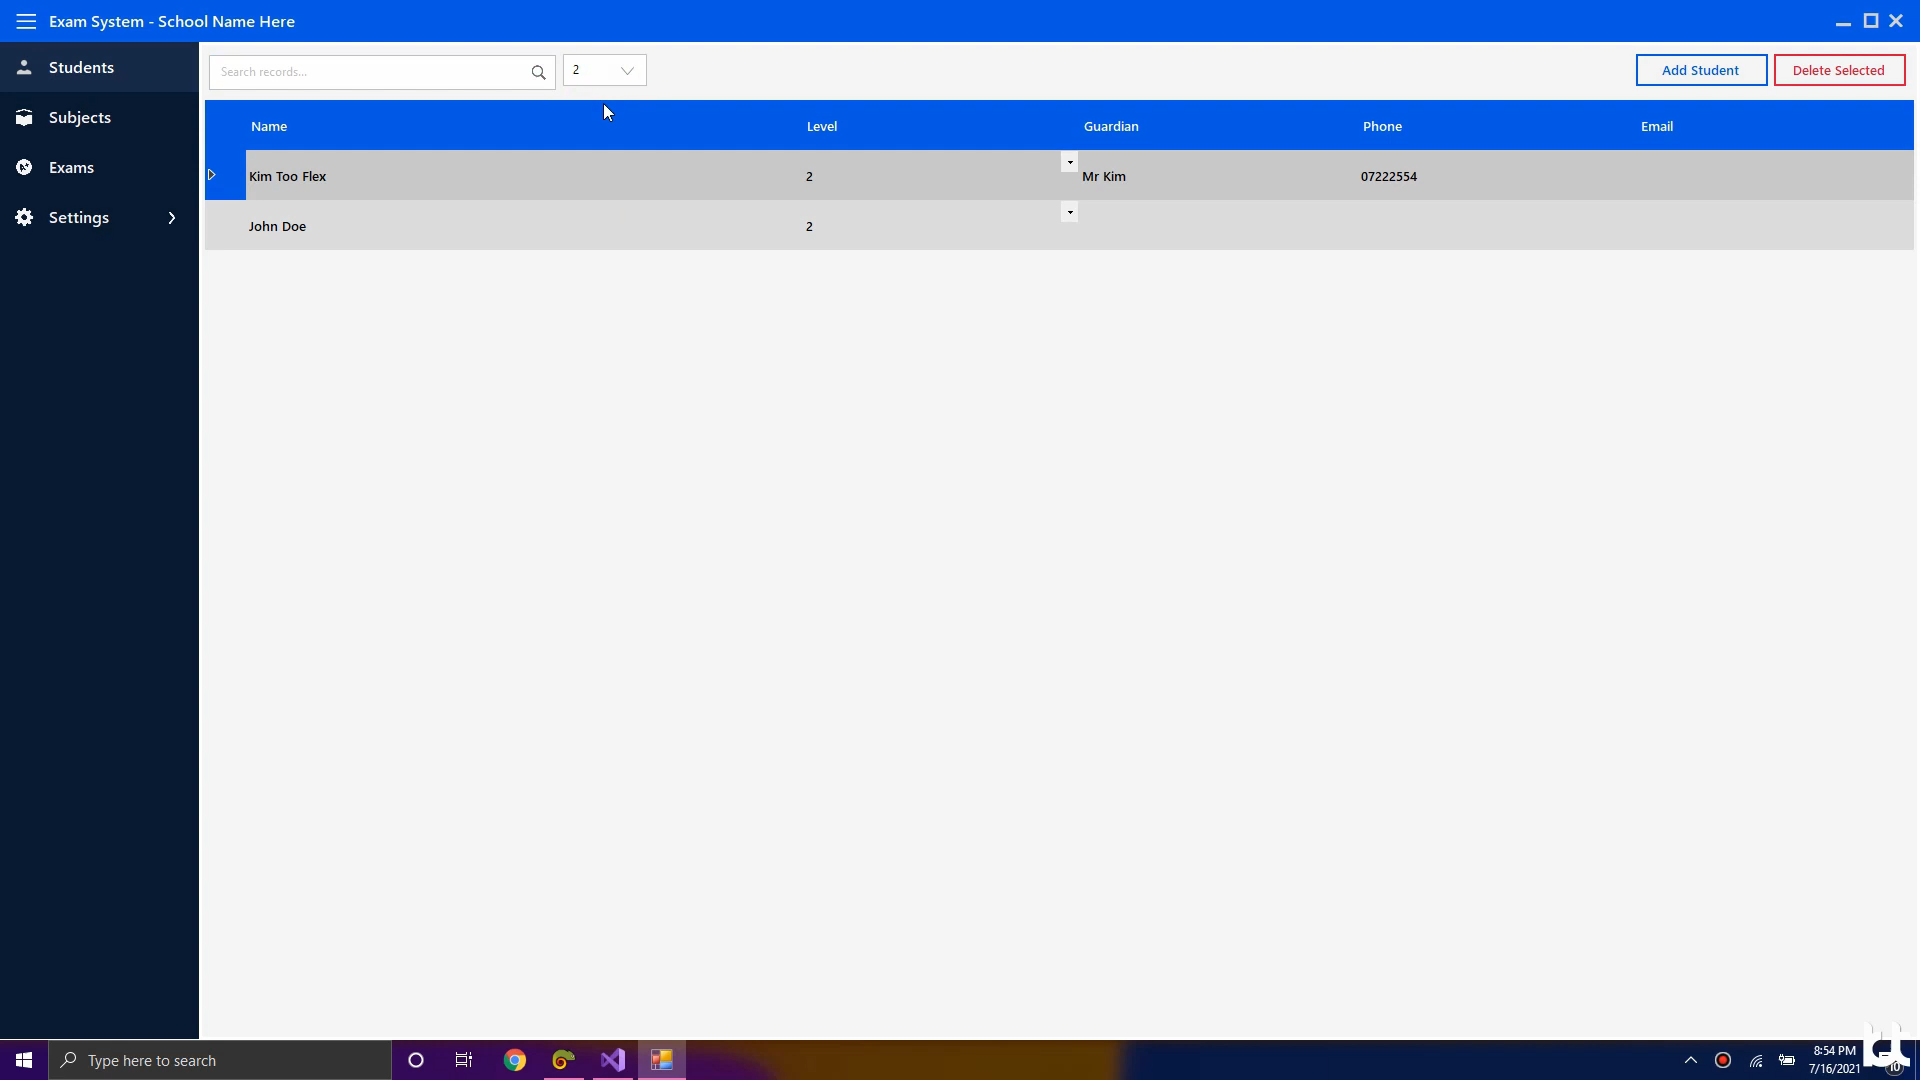 Exam System - School Name Here
Students
Subjects
Exams
Settings
Search records...
2
Add Student
Delete Selected
Name Level Guardian Phone Email
Kim Too Flex 2 Mr Kim 07222554
John Doe 2
Type here to search
8:54 PM
7/16/2021
10